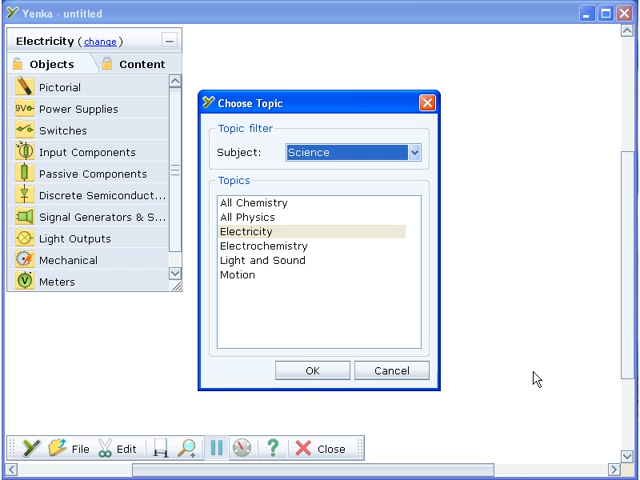 Yenka - untitled
Electricity ( change )
Objects
Content
Pictorial
9V Power Supplies
Switches
Input Components
Passive Components
Discrete Semiconduct...
Signal Generators & S...
Light Outputs
Mechanical
V Meters
Choose Topic
Topic filter
Subject: Science
Topics
All Chemistry
All Physics
Electricity
Electrochemistry
Light and Sound
Motion
OK Cancel
File Edit ? Close